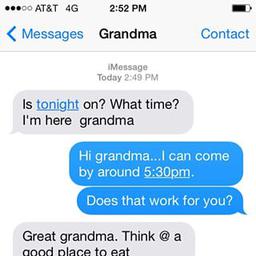 AT&T 4G 2:52 PM
Messages Grandma Contact
iMessage
Today 2:49 PM
Is tonight on? What time?
I'm here grandma
Hi grandma...I can come
by around 5:30pm.
Does that work for you?
Great grandma. Think @ a
good place to eat